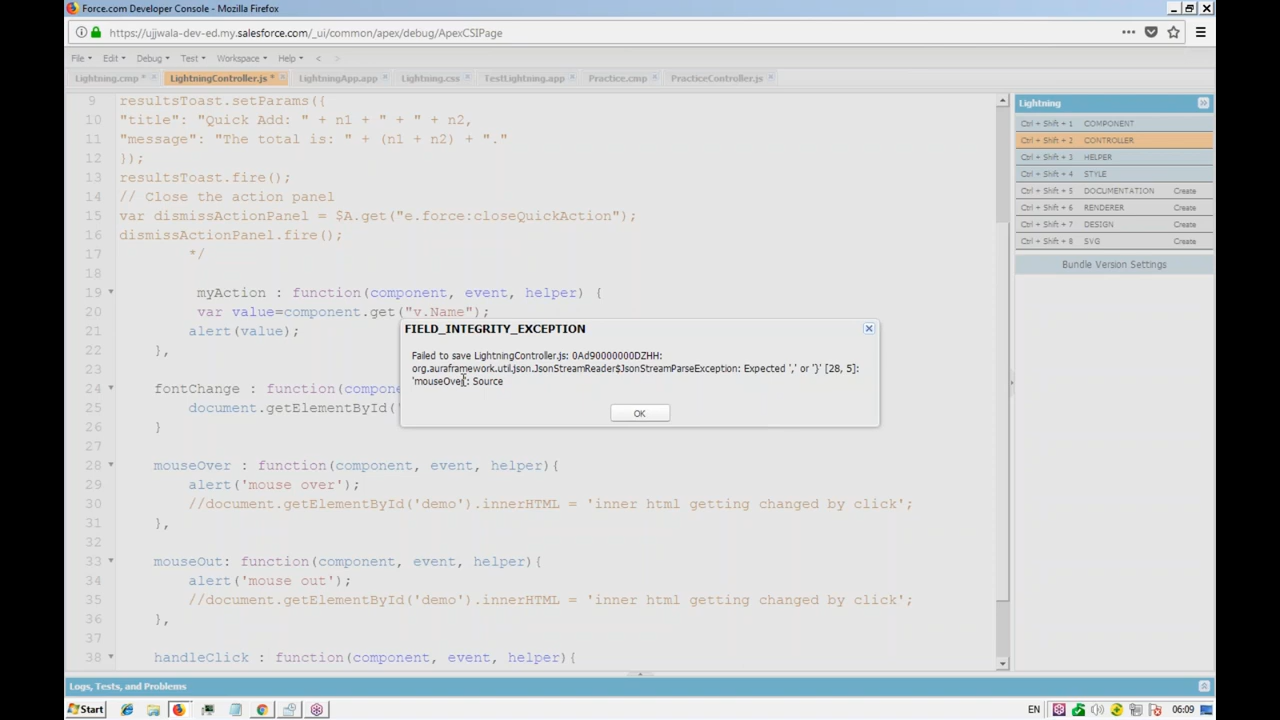 Force.com Developer Console - Mozilla Firefox
https://ujjwala-dev-ed.my.salesforce.com/_ui/common/apex/debug/ApexCSIPage
File Edit Debug Test Workspace Help < >
Lightning.cmp * LightningController.js * LightningApp.app Lightning.css TestLightning.app Practice.cmp PracticeController.js
9 resultsToast.setParams({
10 "title": "Quick Add: " + n1 + " + " + n2,
11 "message": "The total is: " + (n1 + n2) + "."
12 });
13 resultsToast.fire();
14 // Close the action panel
15 var dismissActionPanel = $A.get("e.force:closeQuickAction");
16 dismissActionPanel.fire();
17 */
18
19 myAction : function(component, event, helper) {
20 var value=component.get("v.Name");
21 alert(value);
22 },
23
24 fontChange : function(compone
25 document.getElementById('
26 }
27
28 mouseOver : function(component, event, helper){
29 alert('mouse over');
30 //document.getElementById('demo').innerHTML = 'inner html getting changed by click';
31 },
32
33 mouseOut: function(component, event, helper){
34 alert('mouse out');
35 //document.getElementById('demo').innerHTML = 'inner html getting changed by click';
36 },
37
38 handleClick : function(component, event, helper){
FIELD_INTEGRITY_EXCEPTION
Failed to save LightningController.js: 0Ad90000000DZHH:
org.auraframework.util.json.JsonStreamReader$JsonStreamParseException: Expected ',' or '}' [28, 5]:
'mouseOver': Source
OK
Lightning
Ctrl + Shift + 1 COMPONENT
Ctrl + Shift + 2 CONTROLLER
Ctrl + Shift + 3 HELPER
Ctrl + Shift + 4 STYLE
Ctrl + Shift + 5 DOCUMENTATION Create
Ctrl + Shift + 6 RENDERER Create
Ctrl + Shift + 7 DESIGN Create
Ctrl + Shift + 8 SVG Create
Bundle Version Settings
Logs, Tests, and Problems
Start
EN 06:09